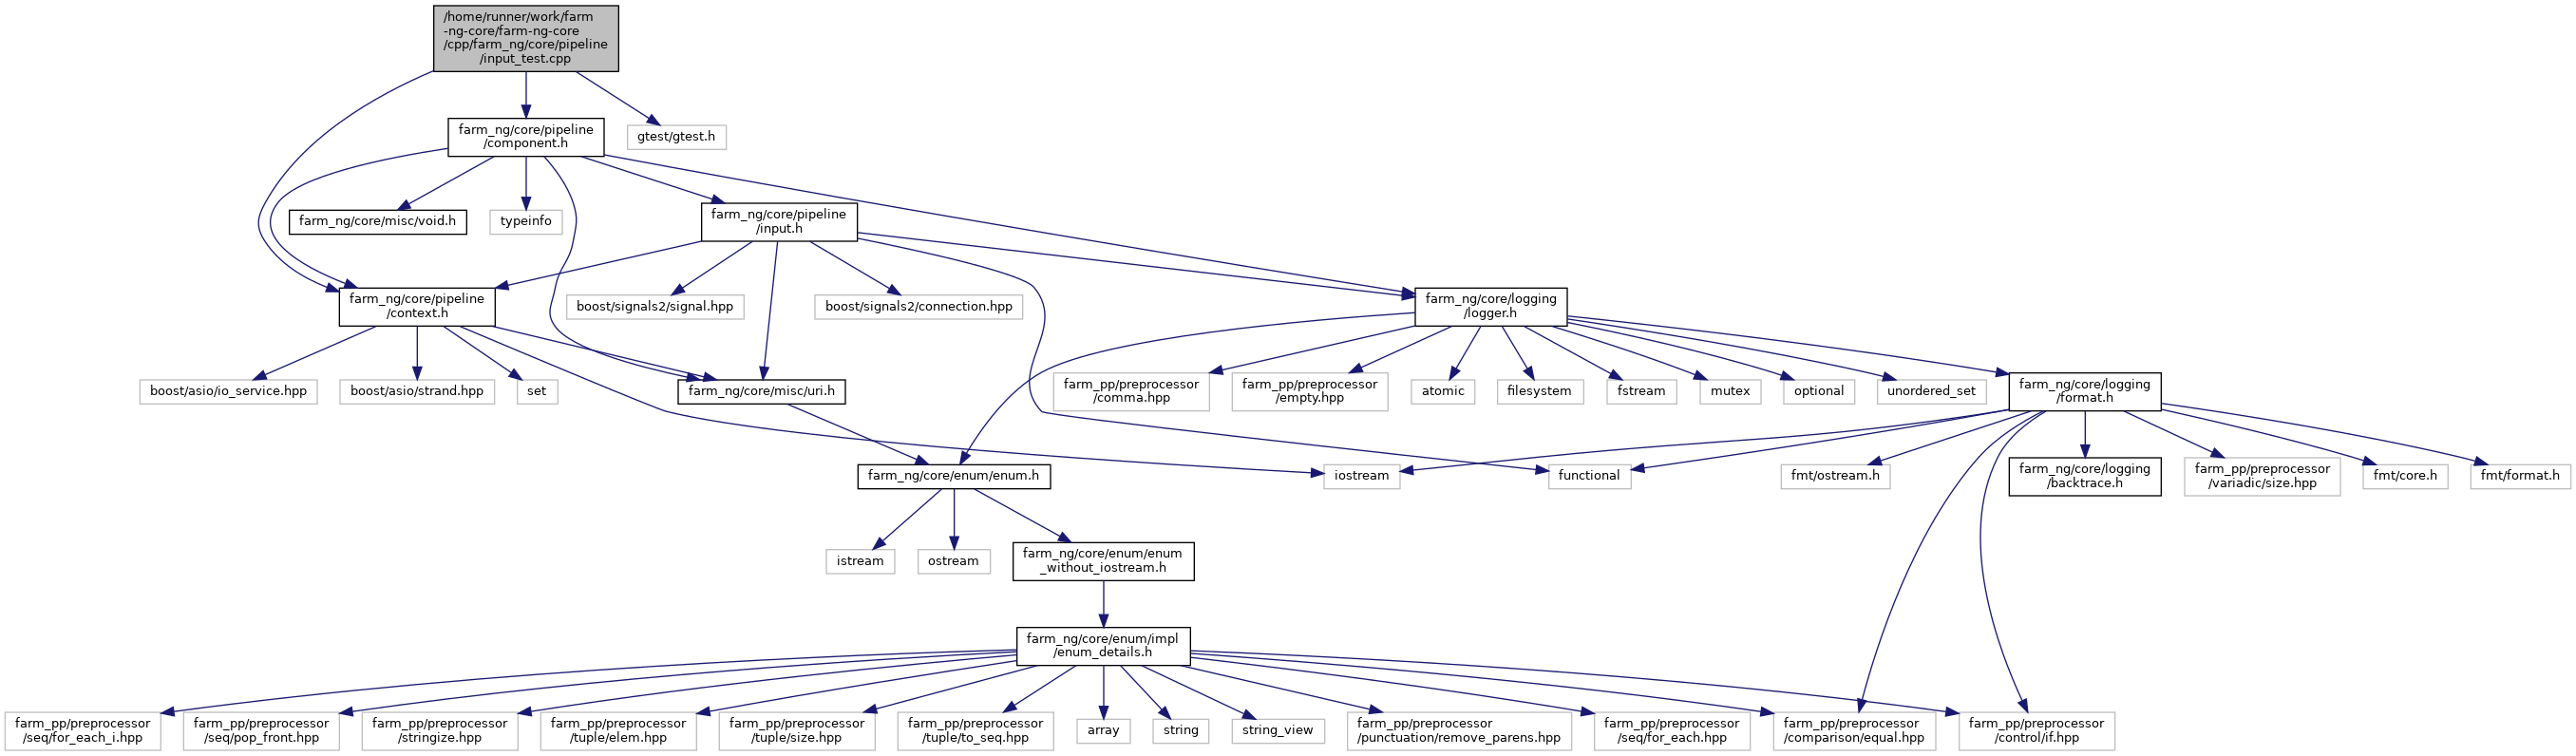 /home/runner/work/farm
-ng-core/farm-ng-core
/cpp/farm_ng/core/pipeline
/input_test.cpp
farm_ng/core/pipeline
/component.h
gtest/gtest.h
farm_ng/core/misc/void.h
typeinfo
farm_ng/core/pipeline
/input.h
farm_ng/core/pipeline
/context.h
boost/signals2/signal.hpp
boost/signals2/connection.hpp
farm_ng/core/logging
/logger.h
boost/asio/io_service.hpp
boost/asio/strand.hpp
set
farm_ng/core/misc/uri.h
farm_pp/preprocessor
/comma.hpp
farm_pp/preprocessor
/empty.hpp
atomic
filesystem
fstream
mutex
optional
unordered_set
farm_ng/core/logging
/format.h
farm_ng/core/enum/enum.h
iostream
functional
fmt/ostream.h
farm_ng/core/logging
/backtrace.h
farm_pp/preprocessor
/variadic/size.hpp
fmt/core.h
fmt/format.h
istream
ostream
farm_ng/core/enum/enum
_without_iostream.h
farm_ng/core/enum/impl
/enum_details.h
farm_pp/preprocessor
/seq/for_each_i.hpp
farm_pp/preprocessor
/seq/pop_front.hpp
farm_pp/preprocessor
/stringize.hpp
farm_pp/preprocessor
/tuple/elem.hpp
farm_pp/preprocessor
/tuple/size.hpp
farm_pp/preprocessor
/tuple/to_seq.hpp
array
string
string_view
farm_pp/preprocessor
/punctuation/remove_parens.hpp
farm_pp/preprocessor
/seq/for_each.hpp
farm_pp/preprocessor
/comparison/equal.hpp
farm_pp/preprocessor
/control/if.hpp